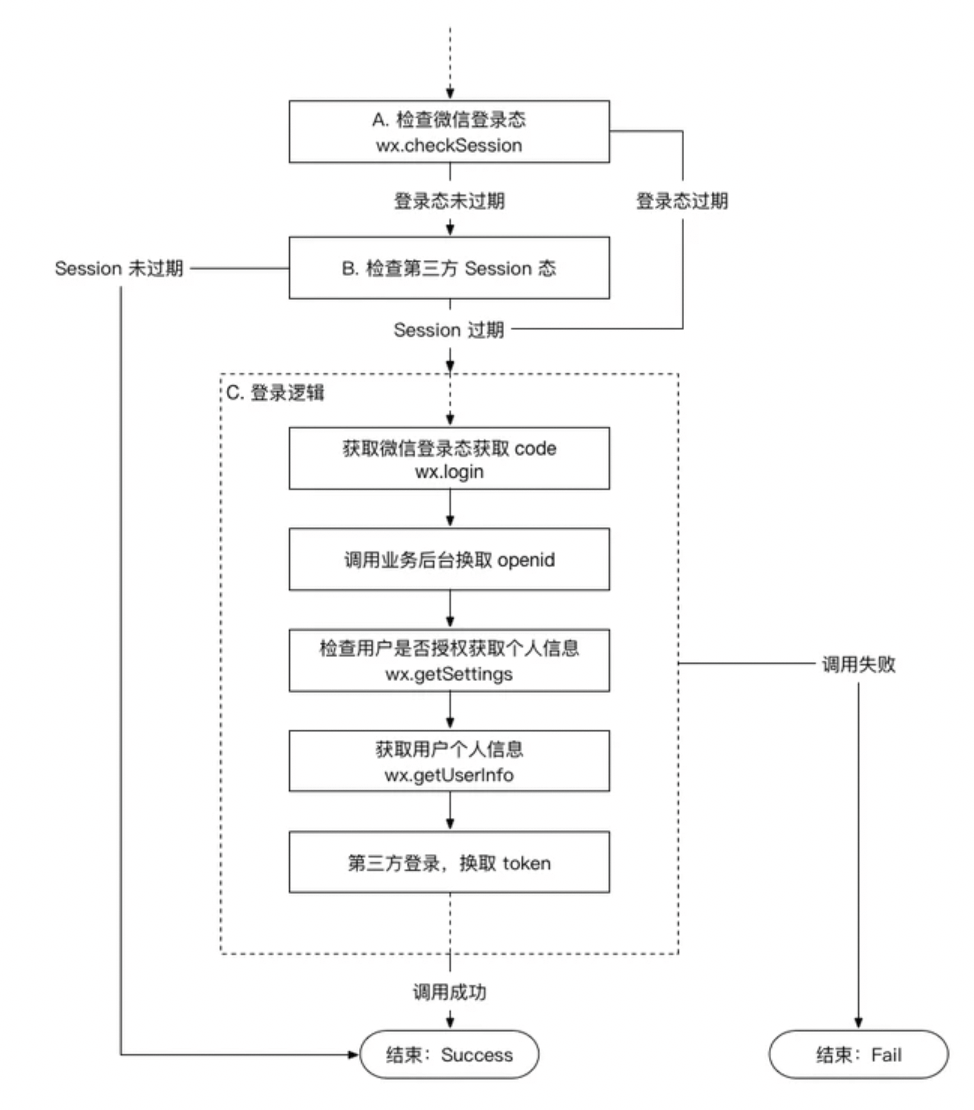 A. 检查微信登录态
wx.checkSession
登录态未过期
登录态过期
Session 未过期
B. 检查第三方 Session 态
Session 过期
C. 登录逻辑
获取微信登录态获取 code
wx.login
调用业务后台换取 openid
检查用户是否授权获取个人信息
wx.getSettings
调用失败
获取用户个人信息
wx.getUserInfo
第三方登录，换取 token
调用成功
结束：Success
结束：Fail